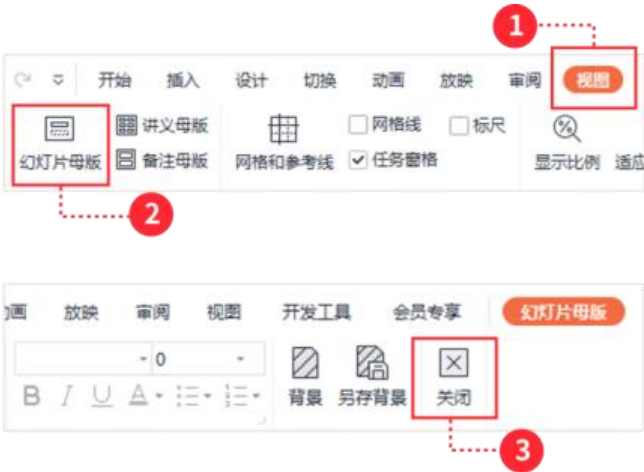 1
开始 插入 设计 切换 动画 放映 审阅 视图
幻灯片母版 讲义母版 备注母版 网格和参考线 网格线 标尺 任务窗格 显示比例 适应
2
画 放映 审阅 视图 开发工具 会员专享 幻灯片母版
0
B I U A 背景 另存背景 关闭
3